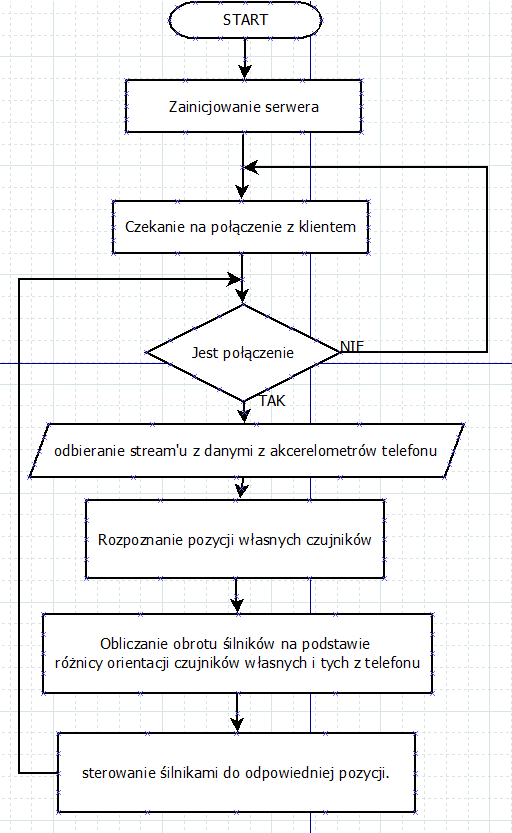 START
Zainicjowanie serwera
Czekanie na połączenie z klientem
Jest połączenie
NIE
TAK
odbieranie stream'u z danymi z akcerelometrów telefonu
Rozpoznanie pozycji własnych czujników
Obliczanie obrotu śilników na podstawie
różnicy orientacji czujników własnych i tych z telefonu
sterowanie śilnikami do odpowiedniej pozycji.